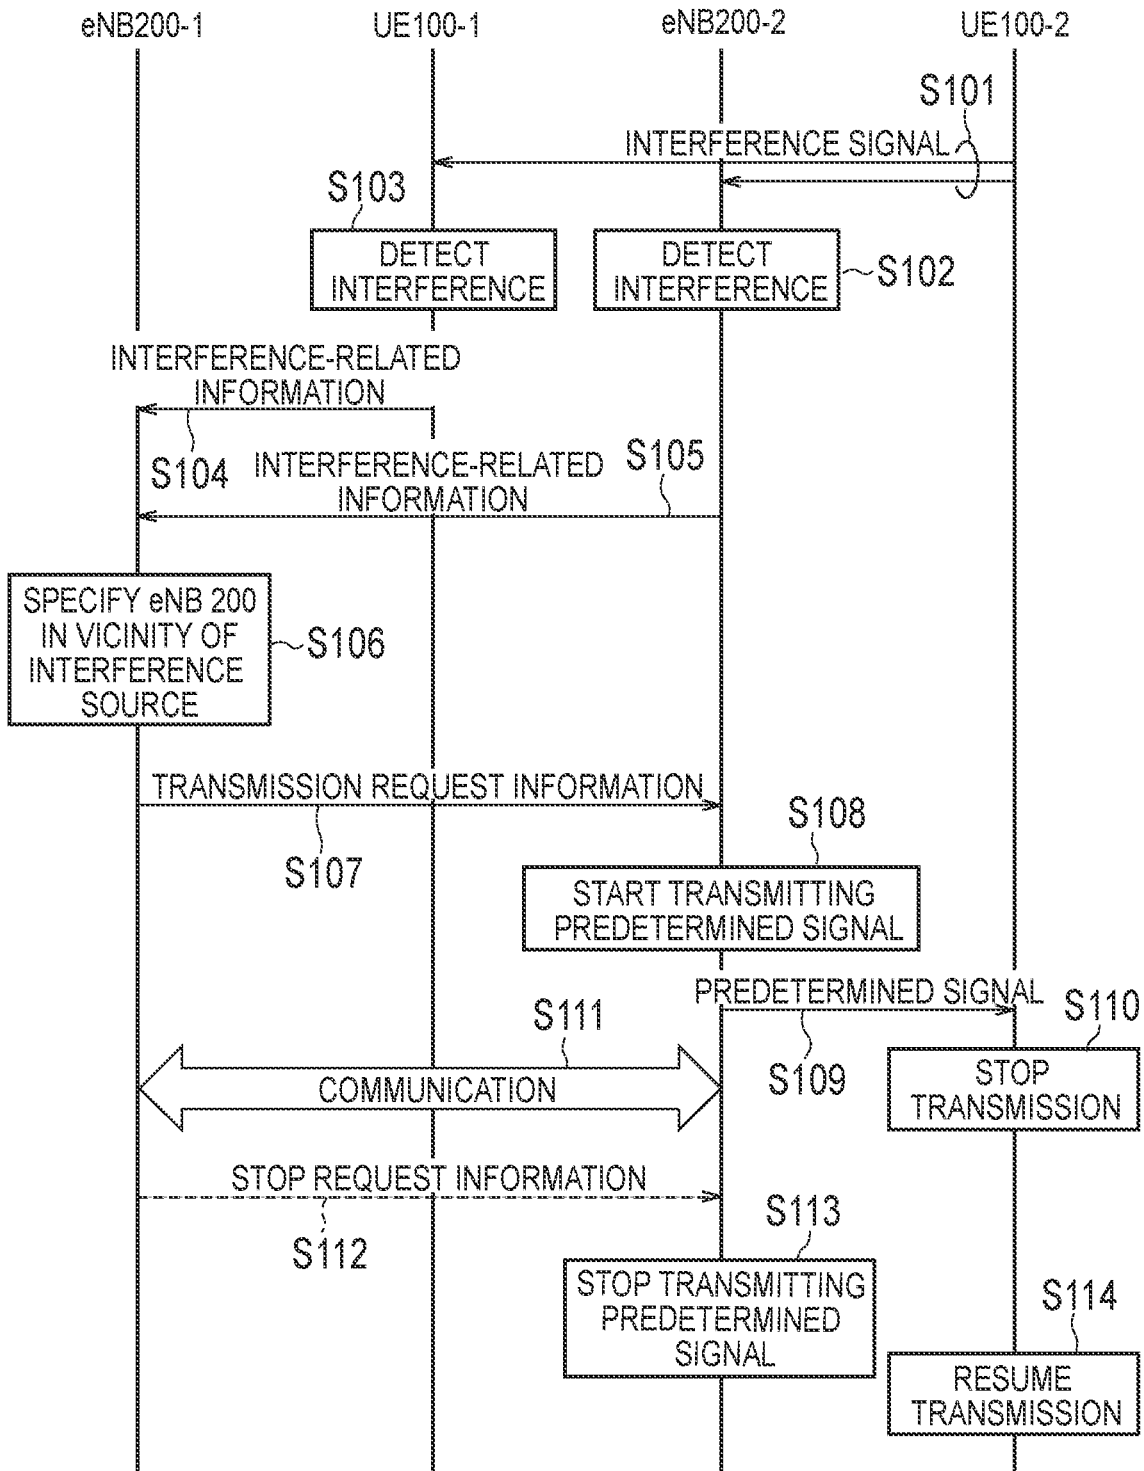 eNB200-1
UE100-1
eNB200-2
UE100-2
S101
INTERFERENCE SIGNAL
S103
DETECT
INTERFERENCE
DETECT
INTERFERENCE
S102
INTERFERENCE-RELATED
INFORMATION
S104
INTERFERENCE-RELATED
INFORMATION
S105
SPECIFY eNB 200
IN VICINITY OF
INTERFERENCE
SOURCE
S106
TRANSMISSION REQUEST INFORMATION
S107
S108
START TRANSMITTING
PREDETERMINED SIGNAL
PREDETERMINED SIGNAL
S109
S110
STOP
TRANSMISSION
S111
COMMUNICATION
STOP REQUEST INFORMATION
S112
S113
STOP TRANSMITTING
PREDETERMINED
SIGNAL
S114
RESUME
TRANSMISSION